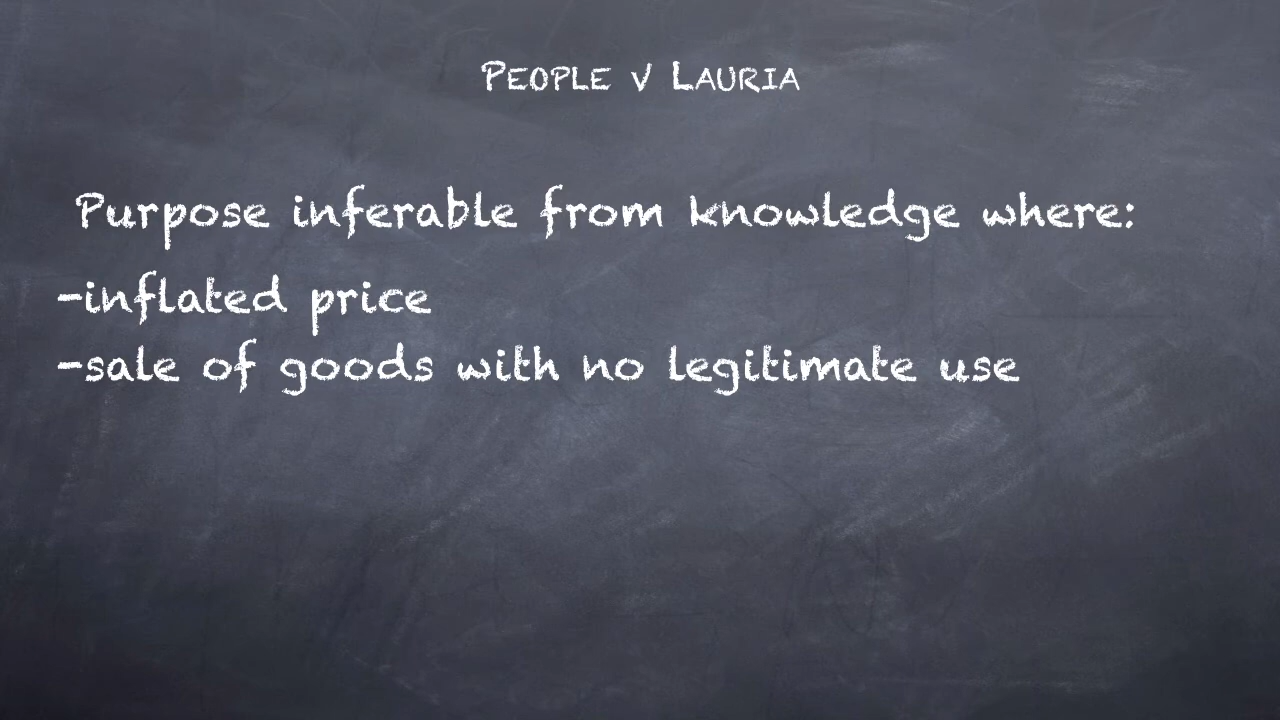 People v Lauria
Purpose inferable from knowledge where:
-inflated price
-sale of goods with no legitimate use